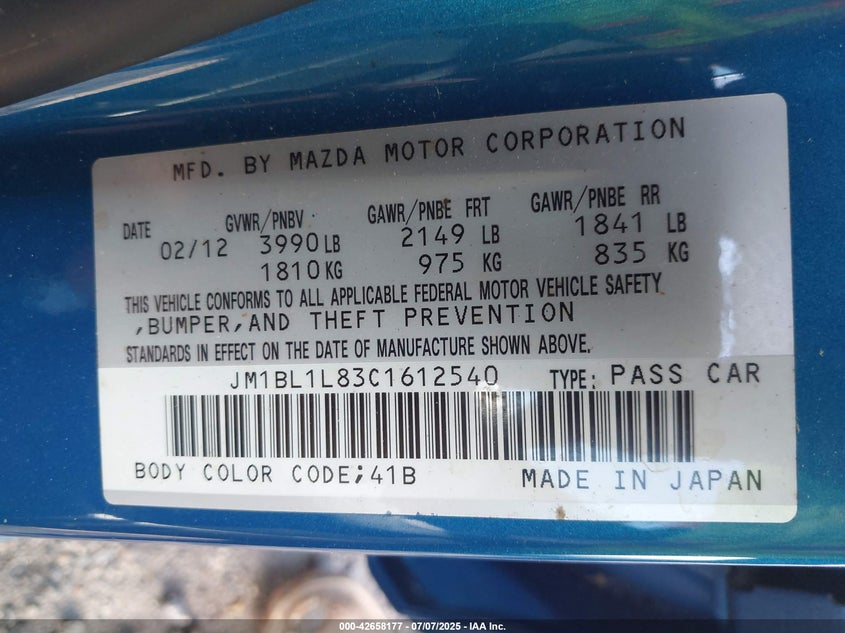 MFD. BY MAZDA MOTOR CORPORATION
DATE GVWR/PNBV GAWR/PNBE FRT GAWR/PNBE RR
02/12 3990 LB 2149 LB 1841 LB
1810 KG 975 KG 835 KG
THIS VEHICLE CONFORMS TO ALL APPLICABLE FEDERAL MOTOR VEHICLE SAFETY
,BUMPER,AND THEFT PREVENTION
STANDARDS IN EFFECT ON THE DATE OF MANUFACTURE SHOWN ABOVE.
JM1BL1L83C1612540 TYPE: PASS CAR
BODY COLOR CODE;41B MADE IN JAPAN
000-42658177 - 07/07/2025 - IAA Inc.